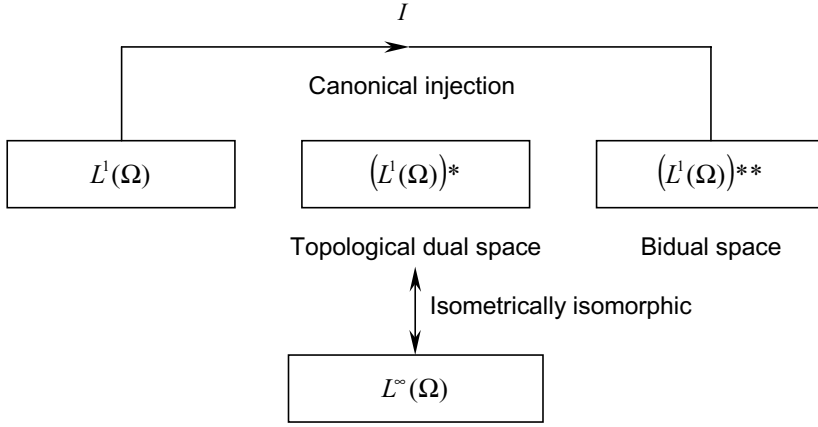 I
Canonical injection
L¹(Ω)
(L¹(Ω))*
(L¹(Ω))**
Topological dual space
Bidual space
Isometrically isomorphic
L∞(Ω)